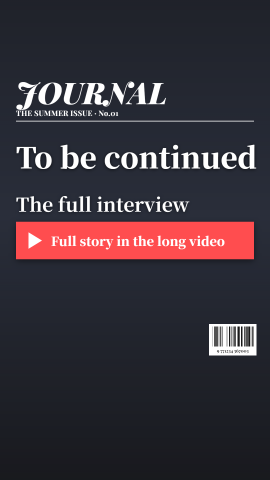 JOURNAL
THE SUMMER ISSUE · No.01
To be continued
The full interview
Full story in the long video